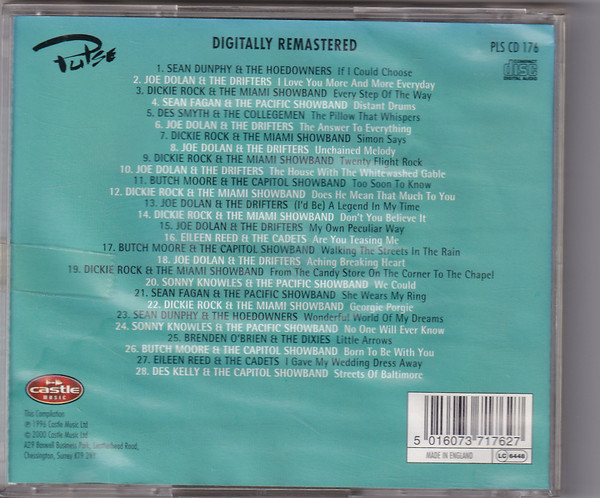 Pulse
DIGITALLY REMASTERED
PLS CD 176
COMPACT
disc
DIGITAL AUDIO
1. SEAN DUNPHY & THE HOEDOWNERS If I Could Choose
2. JOE DOLAN & THE DRIFTERS I Love You More And More Everyday
3. DICKIE ROCK & THE MIAMI SHOWBAND Every Step Of The Way
4. SEAN FAGAN & THE PACIFIC SHOWBAND Distant Drums
5. DES SMYTH & THE COLLEGEMEN The Pillow That Whispers
6. JOE DOLAN & THE DRIFTERS The Answer To Everything
7. DICKIE ROCK & THE MIAMI SHOWBAND Simon Says
8. JOE DOLAN & THE DRIFTERS Unchained Melody
9. DICKIE ROCK & THE MIAMI SHOWBAND Twenty Flight Rock
10. JOE DOLAN & THE DRIFTERS The House With The Whitewashed Gable
11. BUTCH MOORE & THE CAPITOL SHOWBAND Too Soon To Know
12. DICKIE ROCK & THE MIAMI SHOWBAND Does He Mean That Much To You
13. JOE DOLAN & THE DRIFTERS (I'd Be) A Legend In My Time
14. DICKIE ROCK & THE MIAMI SHOWBAND Don't You Believe It
15. JOE DOLAN & THE DRIFTERS My Own Peculiar Way
16. EILEEN REED & THE CADETS Are You Teasing Me
17. BUTCH MOORE & THE CAPITOL SHOWBAND Walking The Streets In The Rain
18. JOE DOLAN & THE DRIFTERS Aching Breaking Heart
19. DICKIE ROCK & THE MIAMI SHOWBAND From The Candy Store On The Corner To The Chapel
20. SONNY KNOWLES & THE PACIFIC SHOWBAND We Could
21. SEAN FAGAN & THE PACIFIC SHOWBAND She Wears My Ring
22. DICKIE ROCK & THE MIAMI SHOWBAND Georgie Porgie
23. SEAN DUNPHY & THE HOEDOWNERS Wonderful World Of My Dreams
24. SONNY KNOWLES & THE PACIFIC SHOWBAND No One Will Ever Know
25. BRENDEN O'BRIEN & THE DIXIES Little Arrows
26. BUTCH MOORE & THE CAPITOL SHOWBAND Born To Be With You
27. EILEEN REED & THE CADETS I Gave My Wedding Dress Away
28. DES KELLY & THE CAPITOL SHOWBAND Streets Of Baltimore
castle
MUSIC
This Compilation
℗ 1996 Castle Music Ltd
© 2000 Castle Music Ltd
A29 Barwell Business Park, Leatherhead Road,
Chessington, Surrey KT9 2NY
5 016073 717627
MADE IN ENGLAND
LC 6448